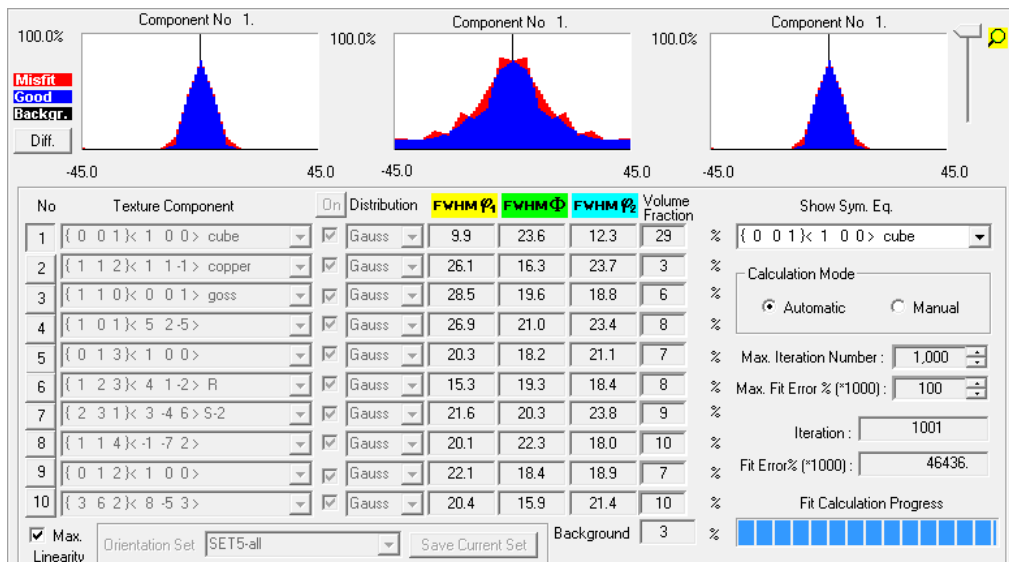 Component No 1.
Component No 1.
Component No 1.
100.0%
100.0%
100.0%
Misfit
Good
Backgr.
Diff.
-45.0 45.0
-45.0 45.0
-45.0 45.0
No Texture Component On Distribution FWHM φ1 FWHM Φ FWHM φ2 Volume Fraction
1 { 0 0 1}< 1 0 0> cube Gauss 9.9 23.6 12.3 29 %
2 { 1 1 2}< 1 1 -1> copper Gauss 26.1 16.3 23.7 3 %
3 { 1 1 0}< 0 0 1> goss Gauss 28.5 19.6 18.8 6 %
4 { 1 0 1}< 5 2 -5> Gauss 26.9 21.0 23.4 8 %
5 { 0 1 3}< 1 0 0> Gauss 20.3 18.2 21.1 7 %
6 { 1 2 3}< 4 1 -2> R Gauss 15.3 19.3 18.4 8 %
7 { 2 3 1}< 3 -4 6> S-2 Gauss 21.6 20.3 23.8 9 %
8 { 1 1 4}< -1 -7 2> Gauss 20.1 22.3 18.0 10 %
9 { 0 1 2}< 1 0 0> Gauss 22.1 18.4 18.9 7 %
10 { 3 6 2}< 8 -5 3> Gauss 20.4 15.9 21.4 10 %
Max. Linearity
Orientation Set SET5-all Save Current Set
Background 3 %
Show Sym. Eq.
{ 0 0 1}< 1 0 0> cube
Calculation Mode
Automatic Manual
Max. Iteration Number : 1,000
Max. Fit Error % (*1000) : 100
Iteration : 1001
Fit Error% (*1000) : 46436.
Fit Calculation Progress